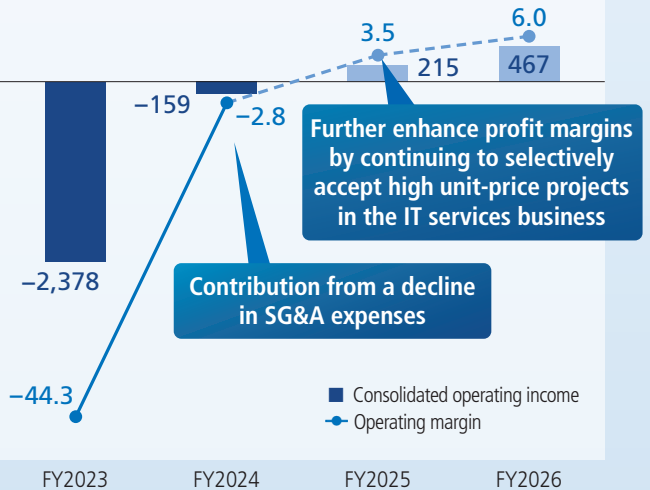 3.5
6.0
215
467
−159
−2.8
Further enhance profit margins
by continuing to selectively
accept high unit-price projects
in the IT services business
−2,378
Contribution from a decline
in SG&A expenses
−44.3
Consolidated operating income
Operating margin
FY2023
FY2024
FY2025
FY2026